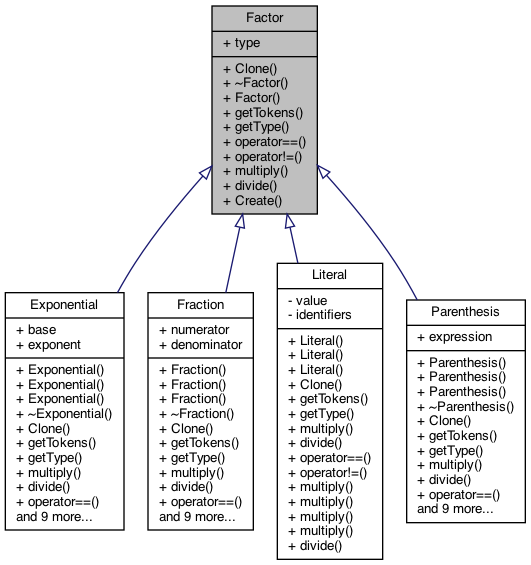 Factor
+ type
+ Clone()
+ ~Factor()
+ Factor()
+ getTokens()
+ getType()
+ operator==()
+ operator!=()
+ multiply()
+ divide()
+ Create()
Exponential
+ base
+ exponent
+ Exponential()
+ Exponential()
+ Exponential()
+ ~Exponential()
+ Clone()
+ getTokens()
+ getType()
+ multiply()
+ divide()
+ operator==()
and 9 more...
Fraction
+ numerator
+ denominator
+ Fraction()
+ Fraction()
+ Fraction()
+ ~Fraction()
+ Clone()
+ getTokens()
+ getType()
+ multiply()
+ divide()
+ operator==()
and 9 more...
Literal
- value
- identifiers
+ Literal()
+ Literal()
+ Literal()
+ Clone()
+ getTokens()
+ getType()
+ multiply()
+ divide()
+ operator==()
+ operator!=()
+ multiply()
+ multiply()
+ multiply()
+ multiply()
+ divide()
Parenthesis
+ expression
+ Parenthesis()
+ Parenthesis()
+ Parenthesis()
+ ~Parenthesis()
+ Clone()
+ getTokens()
+ getType()
+ multiply()
+ divide()
+ operator==()
and 9 more...